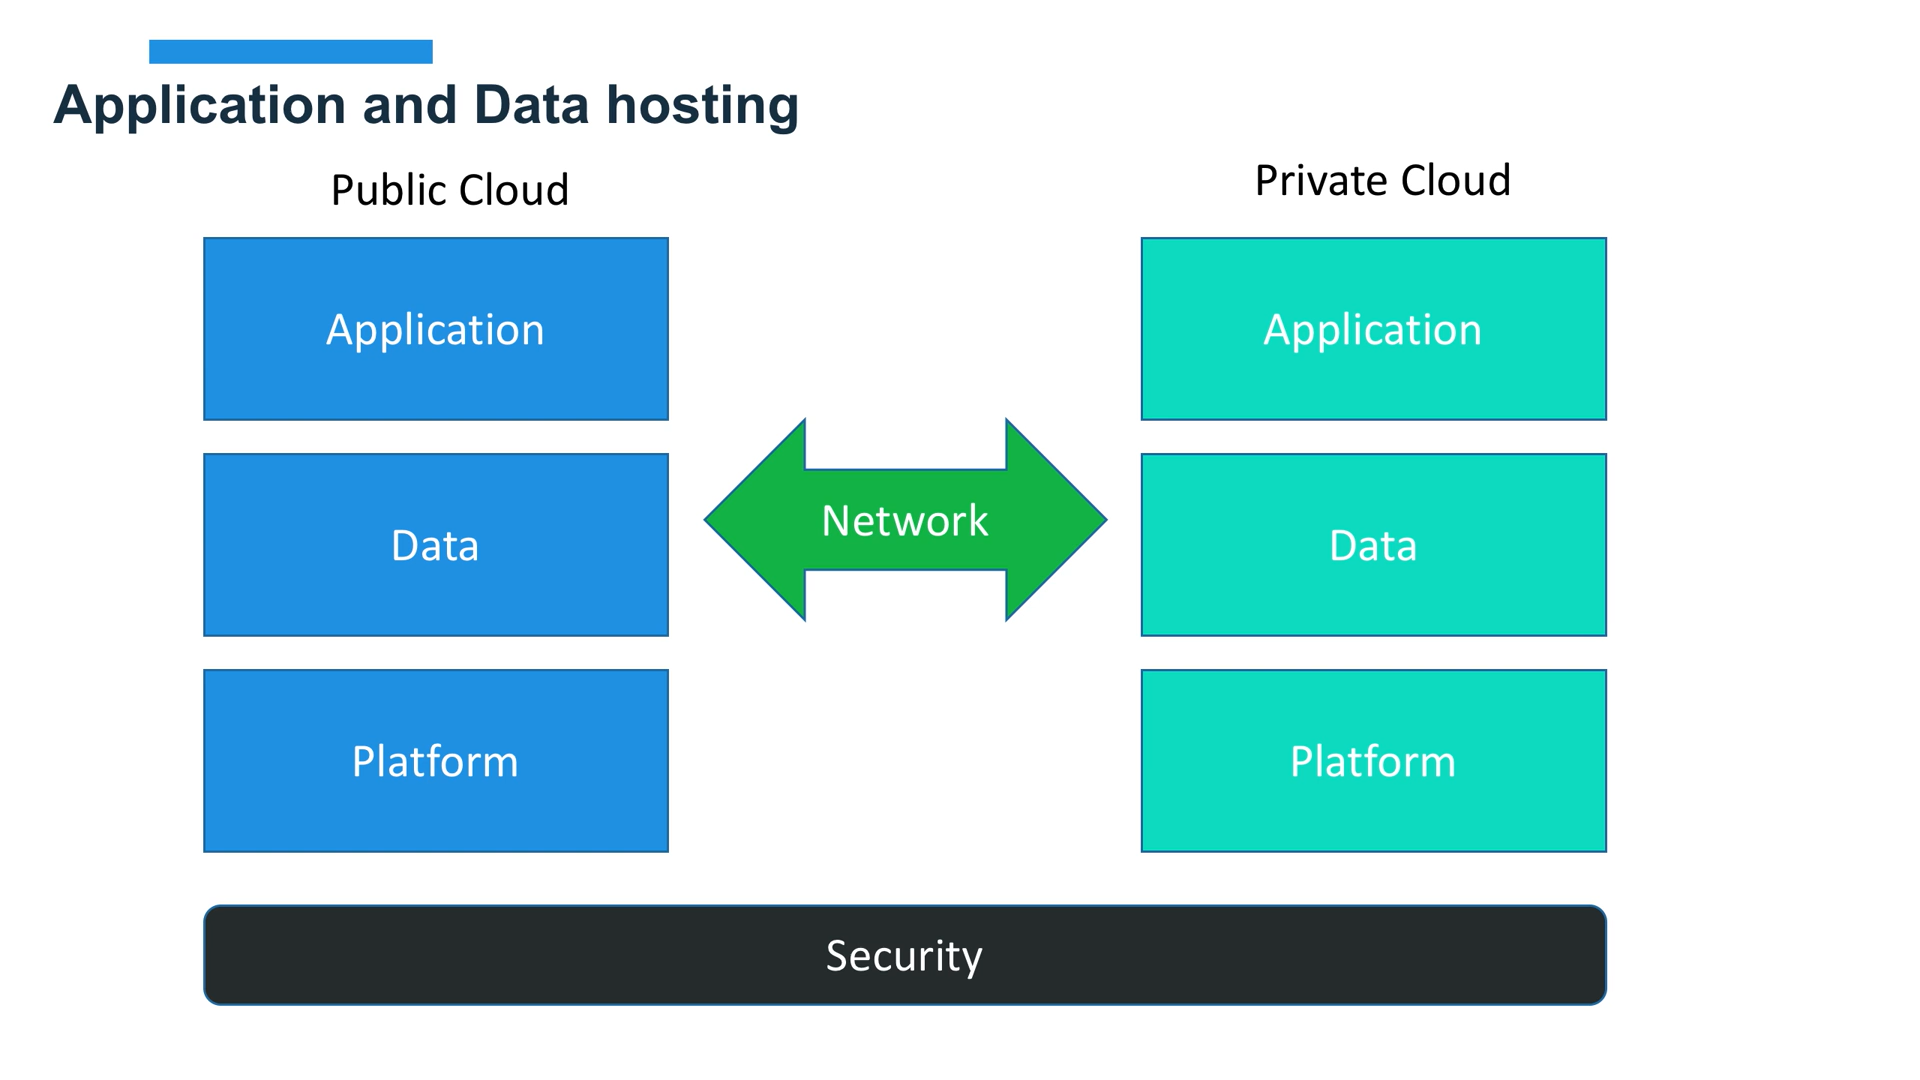 Application and Data hosting
Public Cloud
Private Cloud
Application
Application
Data
Network
Data
Platform
Platform
Security